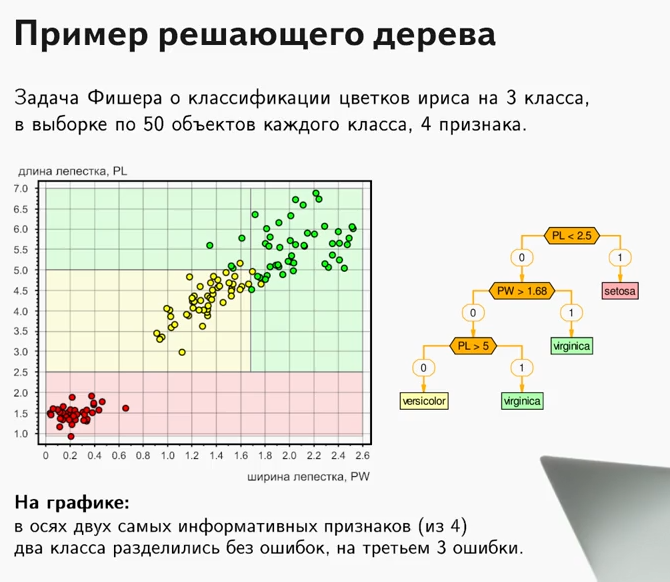 Пример решающего дерева
Задача Фишера о классификации цветков ириса на 3 класса,
в выборке по 50 объектов каждого класса, 4 признака.
длина лепестка, PL
7.0
6.5
6.0
5.5
5.0
4.5
4.0
3.5
3.0
2.5
2.0
1.5
1.0
0 0.2 0.4 0.6 0.8 1.0 1.2 1.4 1.6 1.8 2.0 2.2 2.4 2.6
ширина лепестка, PW
PL < 2.5
0 1
PW > 1.68 setosa
0 1
PL > 5 virginica
0 1
versicolor virginica
На графике:
в осях двух самых информативных признаков (из 4)
два класса разделились без ошибок, на третьем 3 ошибки.